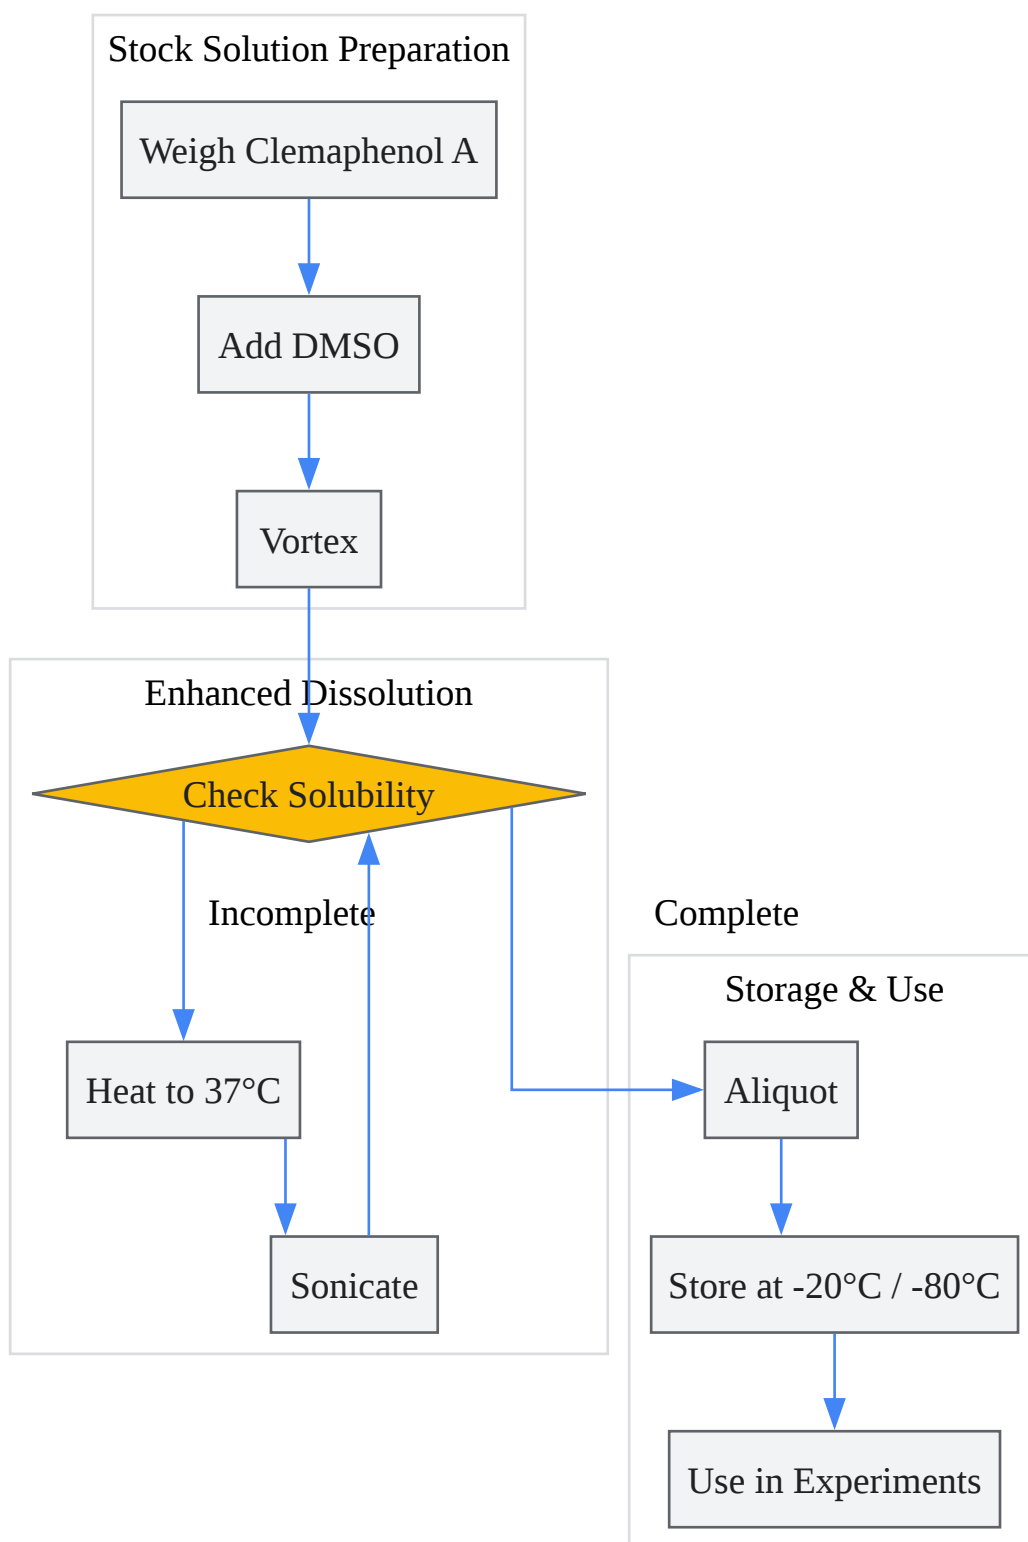 Stock Solution Preparation
Weigh Clemaphenol A
Add DMSO
Vortex
Enhanced Dissolution
Check Solubility
Incomplete
Complete
Storage & Use
Heat to 37°C
Aliquot
Sonicate
Store at -20°C / -80°C
Use in Experiments